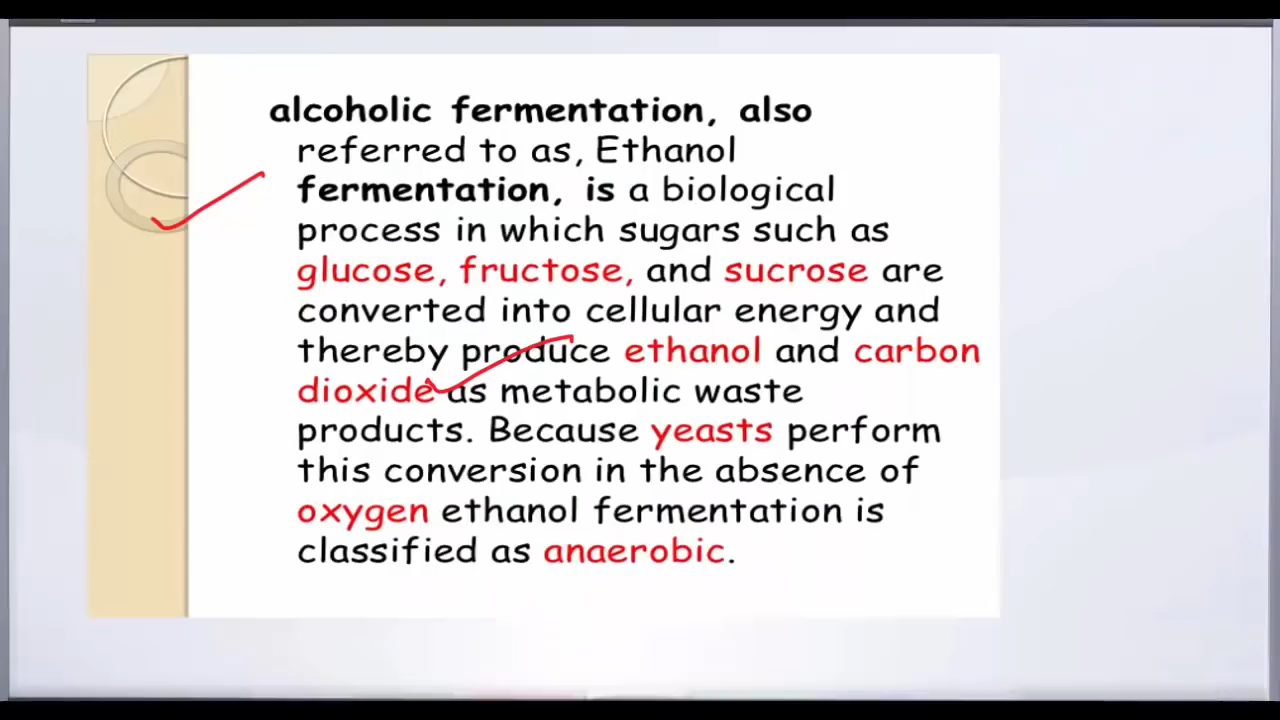 alcoholic fermentation, also
referred to as, Ethanol
fermentation, is a biological
process in which sugars such as
glucose, fructose, and sucrose are
converted into cellular energy and
thereby produce ethanol and carbon
dioxide as metabolic waste
products. Because yeasts perform
this conversion in the absence of
oxygen ethanol fermentation is
classified as anaerobic.